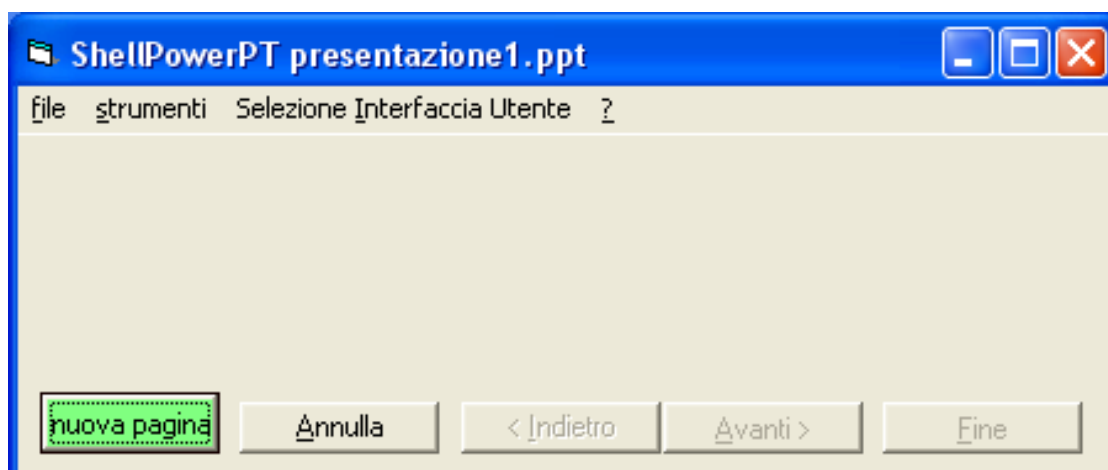 ShellPowerPT presentazione1.ppt
file strumenti Selezione Interfaccia Utente ?
nuova pagina Annulla < Indietro Avanti > Fine